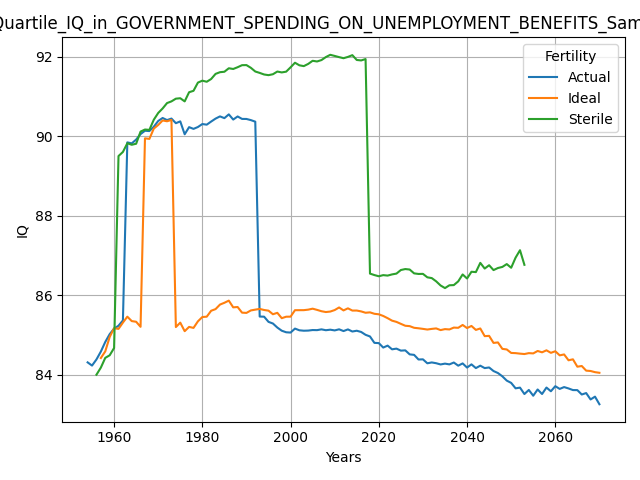 Quartile_IQ_in_GOVERNMENT_SPENDING_ON_UNEMPLOYMENT_BENEFITS_Sam
Fertility
Actual
Ideal
Sterile
IQ
92
90
88
86
84
1960 1980 2000 2020 2040 2060
Years